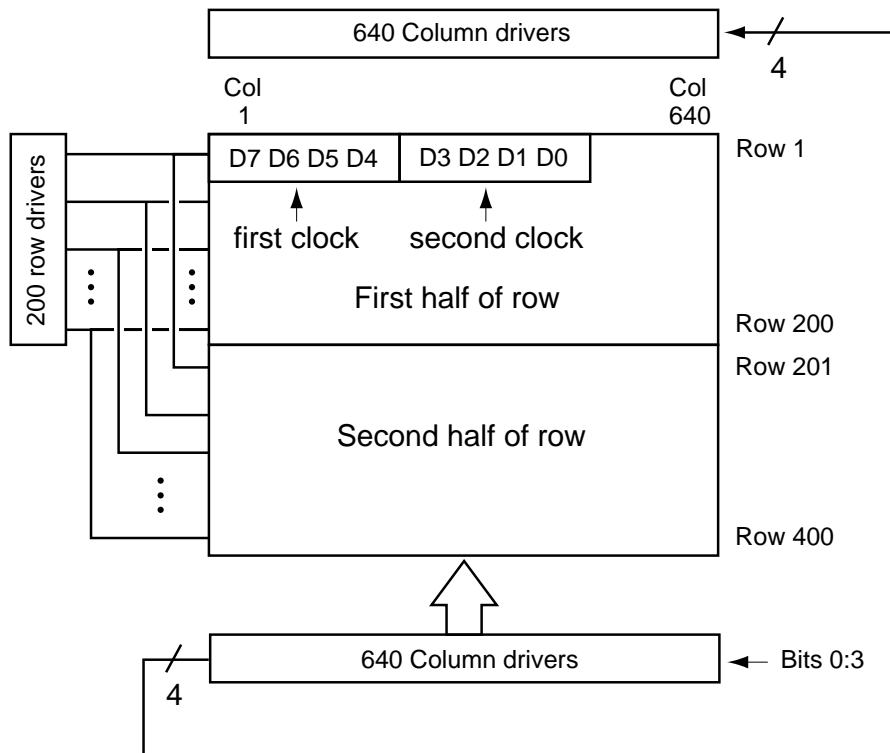 640 Column drivers
4
Col
1
Col
640
200 row drivers
D7 D6 D5 D4
D3 D2 D1 D0
Row 1
first clock
second clock
First half of row
Row 200
Row 201
Second half of row
Row 400
640 Column drivers
Bits 0:3
4